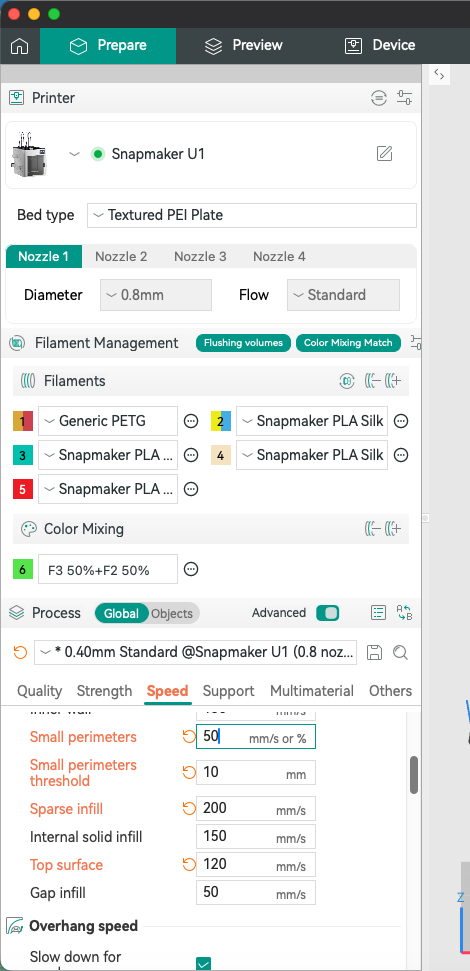 Prepare
Preview
Device
Printer
Snapmaker U1
Bed type
Textured PEI Plate
Nozzle 1
Nozzle 2
Nozzle 3
Nozzle 4
Diameter
0.8mm
Flow
Standard
Filament Management
Flushing volumes
Color Mixing Match
Filaments
1
Generic PETG
2
Snapmaker PLA Silk
3
Snapmaker PLA ...
4
Snapmaker PLA Silk
5
Snapmaker PLA ...
Color Mixing
6
F3 50%+F2 50%
Process
Global
Objects
Advanced
* 0.40mm Standard @Snapmaker U1 (0.8 noz...
Quality
Strength
Speed
Support
Multimaterial
Others
Inner wall
mm/s
Small perimeters
50
mm/s or %
Small perimeters
threshold
10
mm
Sparse infill
200
mm/s
Internal solid infill
150
mm/s
Top surface
120
mm/s
Gap infill
50
mm/s
Overhang speed
Slow down for
Z